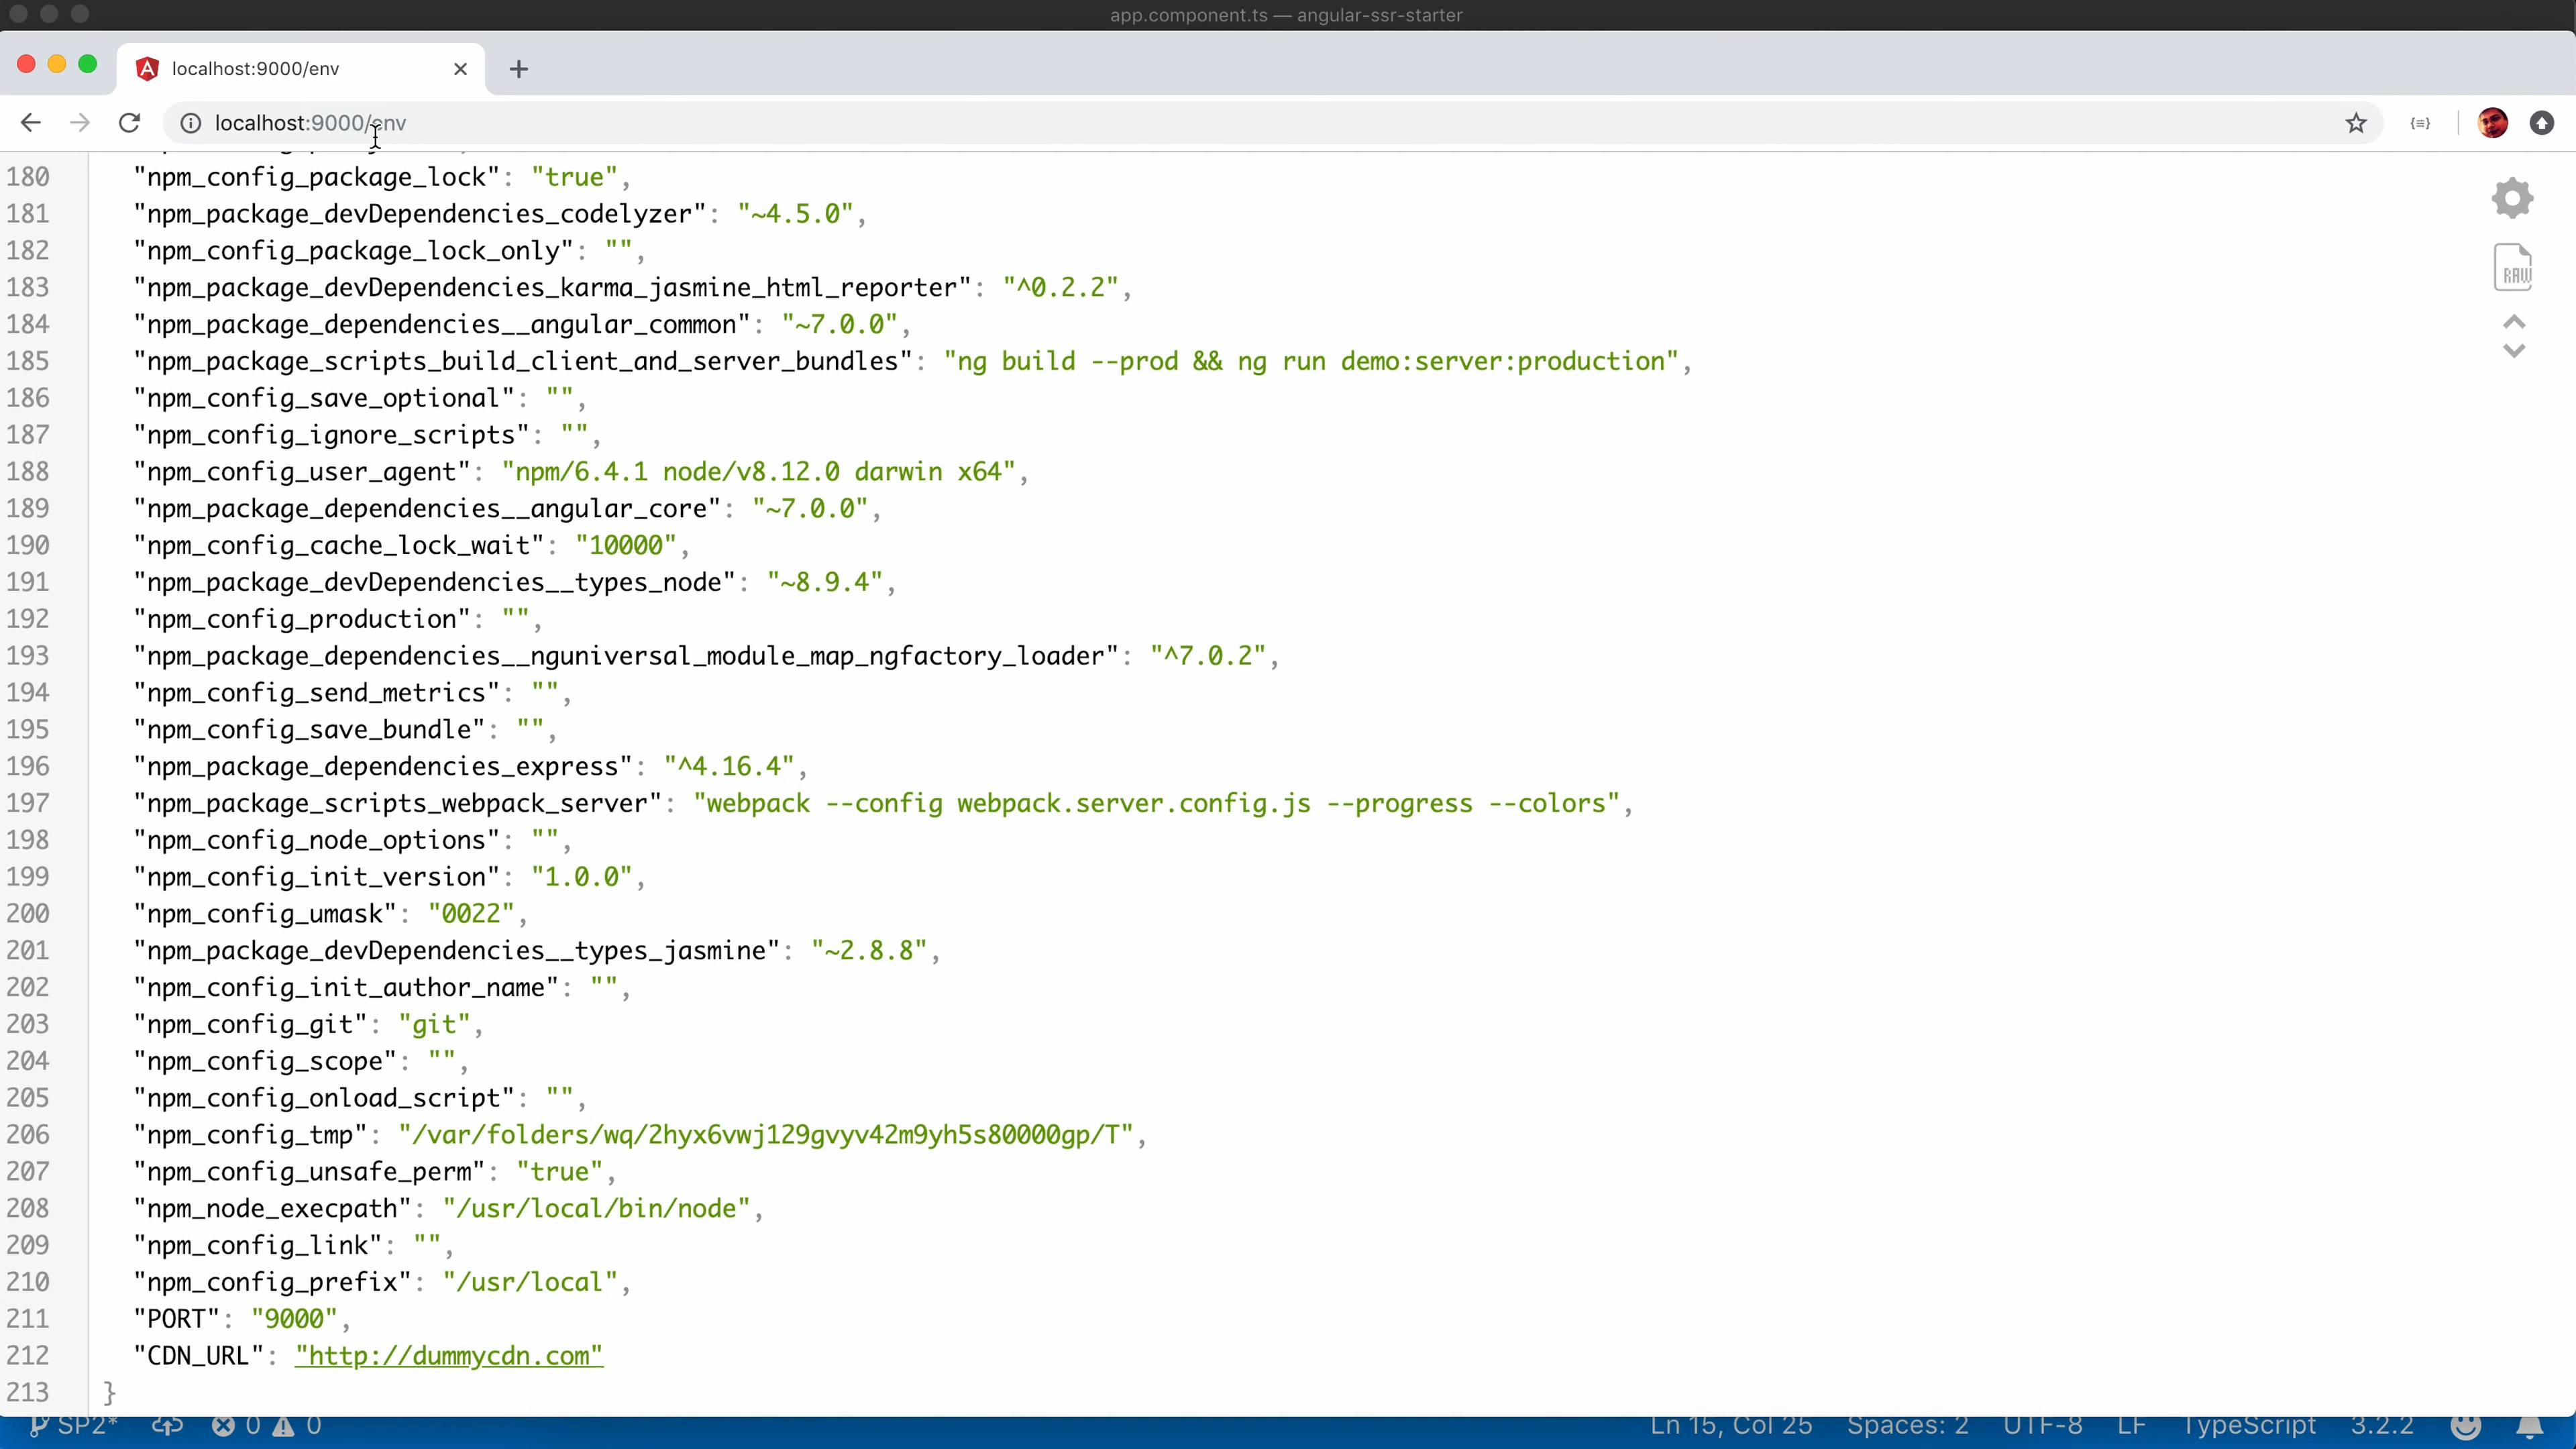 app.component.ts — angular-ssr-starter
localhost:9000/env
localhost:9000/env
180 "npm_config_package_lock": "true",
181 "npm_package_devDependencies_codelyzer": "~4.5.0",
182 "npm_config_package_lock_only": "",
183 "npm_package_devDependencies_karma_jasmine_html_reporter": "^0.2.2",
184 "npm_package_dependencies__angular_common": "~7.0.0",
185 "npm_package_scripts_build_client_and_server_bundles": "ng build --prod && ng run demo:server:production",
186 "npm_config_save_optional": "",
187 "npm_config_ignore_scripts": "",
188 "npm_config_user_agent": "npm/6.4.1 node/v8.12.0 darwin x64",
189 "npm_package_dependencies__angular_core": "~7.0.0",
190 "npm_config_cache_lock_wait": "10000",
191 "npm_package_devDependencies__types_node": "~8.9.4",
192 "npm_config_production": "",
193 "npm_package_dependencies__nguniversal_module_map_ngfactory_loader": "^7.0.2",
194 "npm_config_send_metrics": "",
195 "npm_config_save_bundle": "",
196 "npm_package_dependencies_express": "^4.16.4",
197 "npm_package_scripts_webpack_server": "webpack --config webpack.server.config.js --progress --colors",
198 "npm_config_node_options": "",
199 "npm_config_init_version": "1.0.0",
200 "npm_config_umask": "0022",
201 "npm_package_devDependencies__types_jasmine": "~2.8.8",
202 "npm_config_init_author_name": "",
203 "npm_config_git": "git",
204 "npm_config_scope": "",
205 "npm_config_onload_script": "",
206 "npm_config_tmp": "/var/folders/wq/2hyx6vwj129gvyv42m9yh5s80000gp/T",
207 "npm_config_unsafe_perm": "true",
208 "npm_node_execpath": "/usr/local/bin/node",
209 "npm_config_link": "",
210 "npm_config_prefix": "/usr/local",
211 "PORT": "9000",
212 "CDN_URL": "http://dummycdn.com"
213 }
RAW
SP2* 0 0 Ln 15, Col 25 Spaces: 2 UTF-8 LF TypeScript 3.2.2